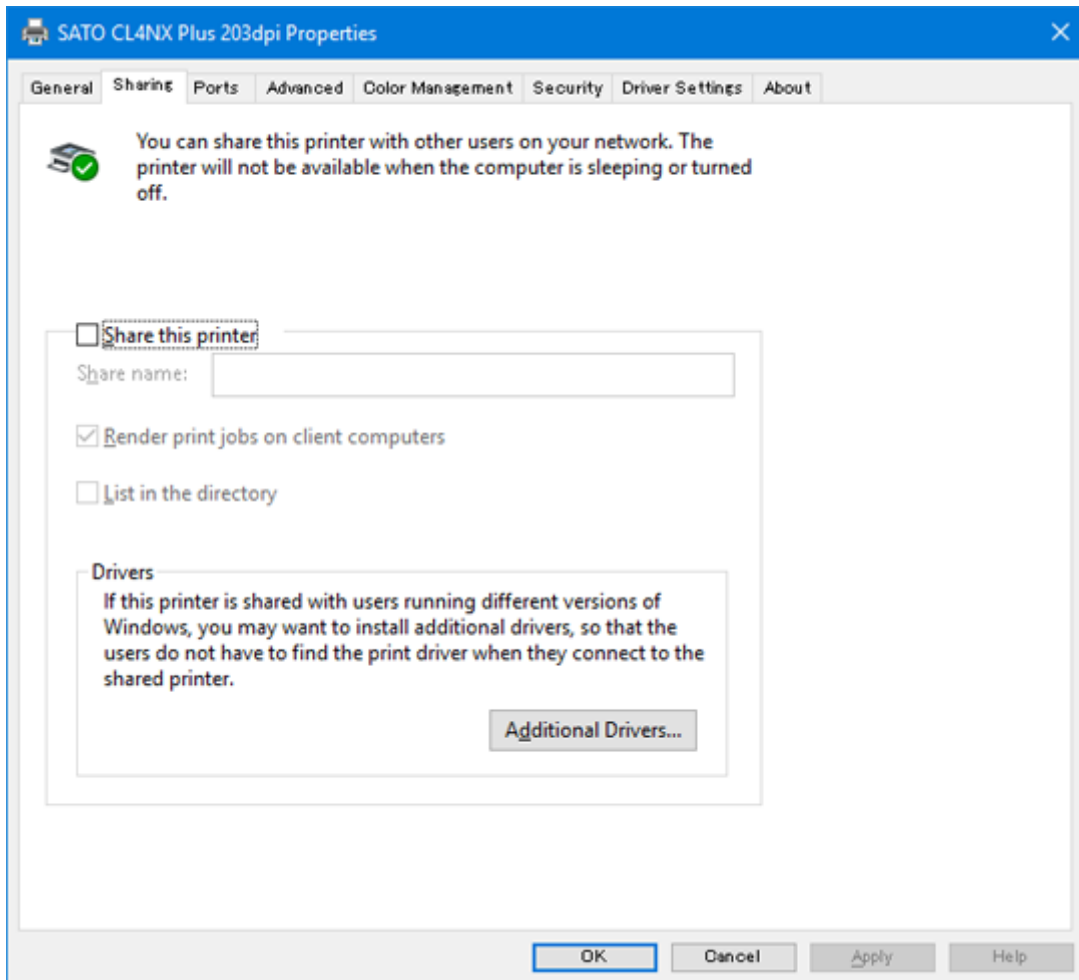 SATO CL4NX Plus 203dpi Properties
General Sharing Ports Advanced Color Management Security Driver Settings About
You can share this printer with other users on your network. The
printer will not be available when the computer is sleeping or turned
off.
Share this printer
Share name:
Render print jobs on client computers
List in the directory
Drivers
If this printer is shared with users running different versions of
Windows, you may want to install additional drivers, so that the
users do not have to find the print driver when they connect to the
shared printer.
Additional Drivers...
OK Cancel Apply Help